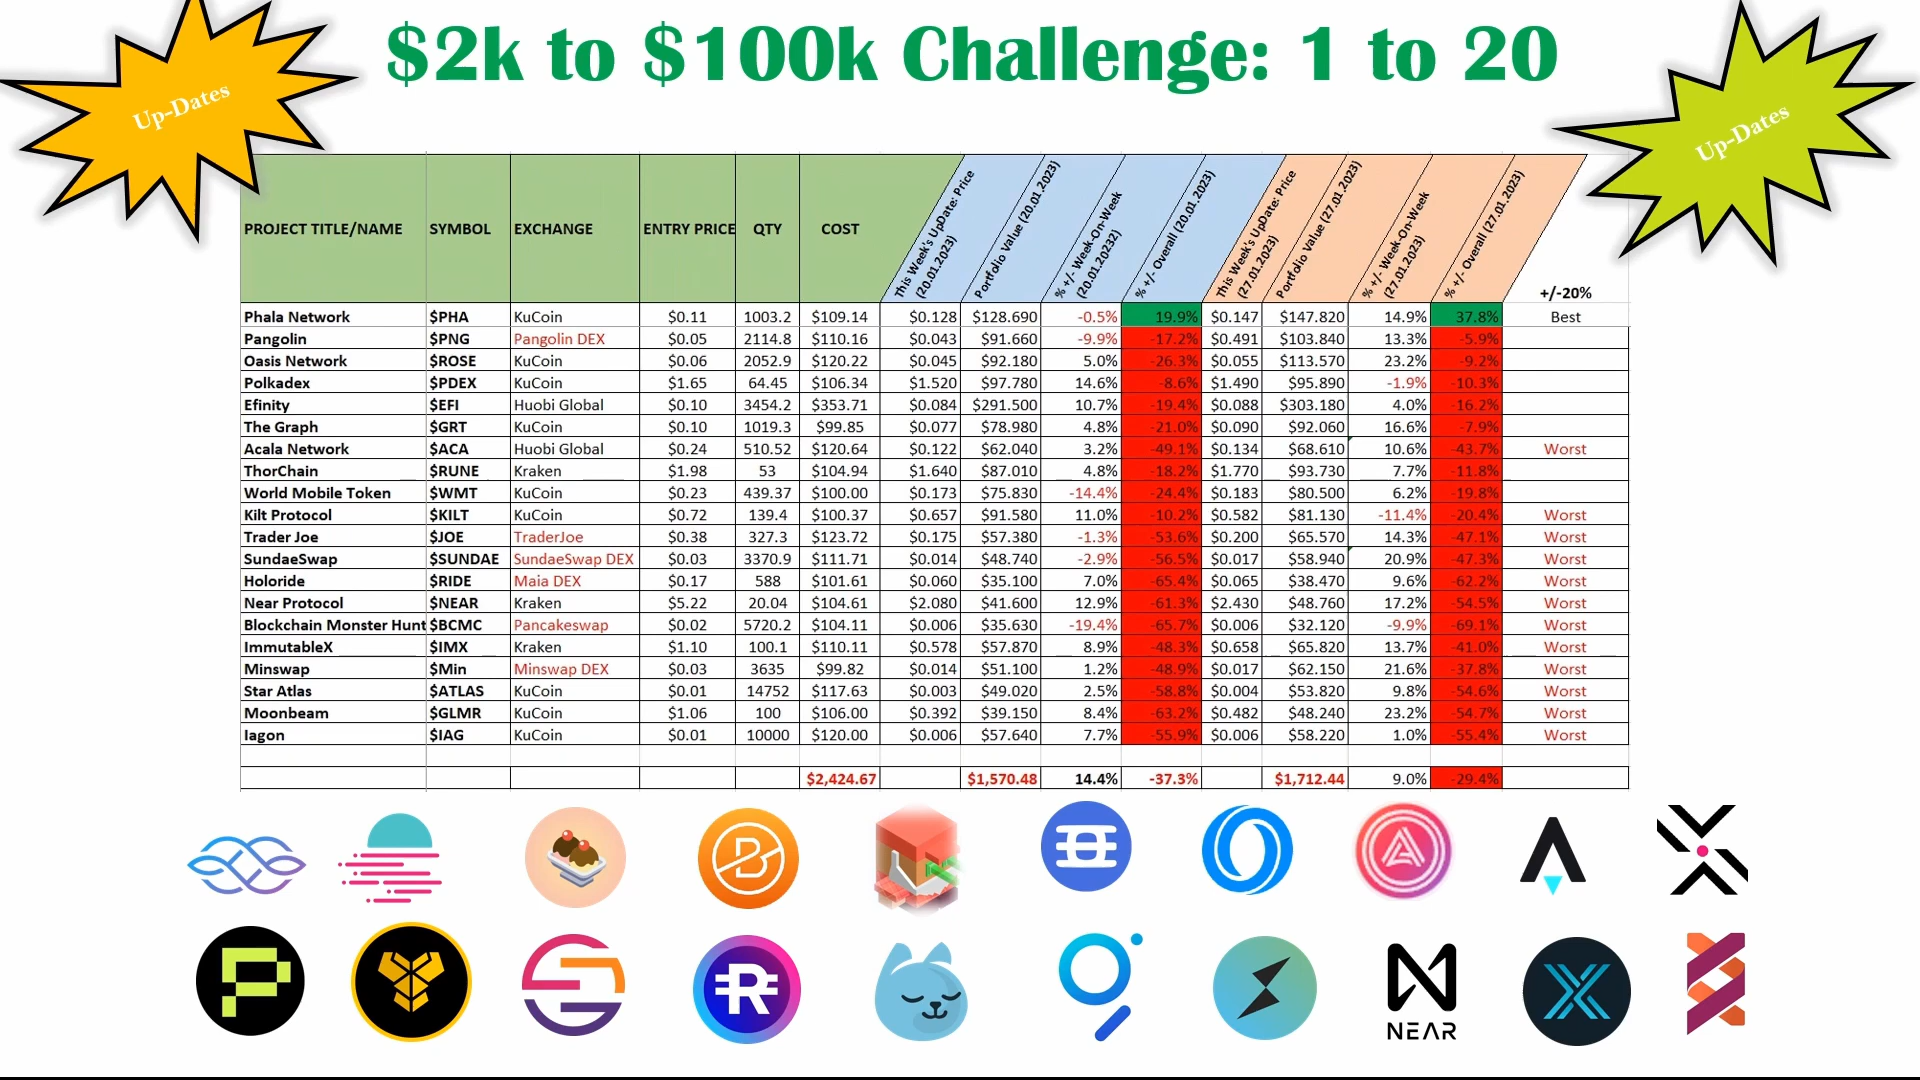 $2k to $100k Challenge: 1 to 20
Up-Dates
Up-Dates
PROJECT TITLE/NAME SYMBOL EXCHANGE ENTRY PRICE QTY COST This Week's UpDate: Price (20.01.2023) Portfolio Value (20.01.2023) % +/- Week-On-Week (20.01.20232) % +/- Overall (20.01.2023) This Week's UpDate: Price (27.01.2023) Portfolio Value (27.01.2023) % +/- Week-On-Week (27.01.2023) % +/- Overall (27.01.2023) +/-20%
Phala Network $PHA KuCoin $0.11 1003.2 $109.14 $0.128 $128.690 -0.5% 19.9% $0.147 $147.820 14.9% 37.8% Best
Pangolin $PNG Pangolin DEX $0.05 2114.8 $110.16 $0.043 $91.660 -9.9% -17.2% $0.491 $103.840 13.3% -5.9%
Oasis Network $ROSE KuCoin $0.06 2052.9 $120.22 $0.045 $92.180 5.0% -26.3% $0.055 $113.570 23.2% -9.2%
Polkadex $PDEX KuCoin $1.65 64.45 $106.34 $1.520 $97.780 14.6% -8.6% $1.490 $95.890 -1.9% -10.3%
Efinity $EFI Huobi Global $0.10 3454.2 $353.71 $0.084 $291.500 10.7% -19.4% $0.088 $303.180 4.0% -16.2%
The Graph $GRT KuCoin $0.10 1019.3 $99.85 $0.077 $78.980 4.8% -21.0% $0.090 $92.060 16.6% -7.9%
Acala Network $ACA Huobi Global $0.24 510.52 $120.64 $0.122 $62.040 3.2% -49.1% $0.134 $68.610 10.6% -43.7% Worst
ThorChain $RUNE Kraken $1.98 53 $104.94 $1.640 $87.010 4.8% -18.2% $1.770 $93.730 7.7% -11.8%
World Mobile Token $WMT KuCoin $0.23 439.37 $100.00 $0.173 $75.830 -14.4% -24.4% $0.183 $80.500 6.2% -19.8%
Kilt Protocol $KILT KuCoin $0.72 139.4 $100.37 $0.657 $91.580 11.0% -10.2% $0.582 $81.130 -11.4% -20.4% Worst
Trader Joe $JOE TraderJoe $0.38 327.3 $123.72 $0.175 $57.380 -1.3% -53.6% $0.200 $65.570 14.3% -47.1% Worst
SundaeSwap $SUNDAE SundaeSwap DEX $0.03 3370.9 $111.71 $0.014 $48.740 -2.9% -56.5% $0.017 $58.940 20.9% -47.3% Worst
Holoride $RIDE Maia DEX $0.17 588 $101.61 $0.060 $35.100 7.0% -65.4% $0.065 $38.470 9.6% -62.2% Worst
Near Protocol $NEAR Kraken $5.22 20.04 $104.61 $2.080 $41.600 12.9% -61.3% $2.430 $48.760 17.2% -54.5% Worst
Blockchain Monster Hunt $BCMC Pancakeswap $0.02 5720.2 $104.11 $0.006 $35.630 -19.4% -65.7% $0.006 $32.120 -9.9% -69.1% Worst
ImmutableX $IMX Kraken $1.10 100.1 $110.11 $0.578 $57.870 8.9% -48.3% $0.658 $65.820 13.7% -41.0% Worst
Minswap $Min Minswap DEX $0.03 3635 $99.82 $0.014 $51.100 1.2% -48.9% $0.017 $62.150 21.6% -37.8% Worst
Star Atlas $ATLAS KuCoin $0.01 14752 $117.63 $0.003 $49.020 2.5% -58.8% $0.004 $53.820 9.8% -54.6% Worst
Moonbeam $GLMR KuCoin $1.06 100 $106.00 $0.392 $39.150 8.4% -63.2% $0.482 $48.240 23.2% -54.7% Worst
Iagon $IAG KuCoin $0.01 10000 $120.00 $0.006 $57.640 7.7% -55.9% $0.006 $58.220 1.0% -55.4% Worst
$2,424.67 $1,570.48 14.4% -37.3% $1,712.44 9.0% -29.4%
NEAR